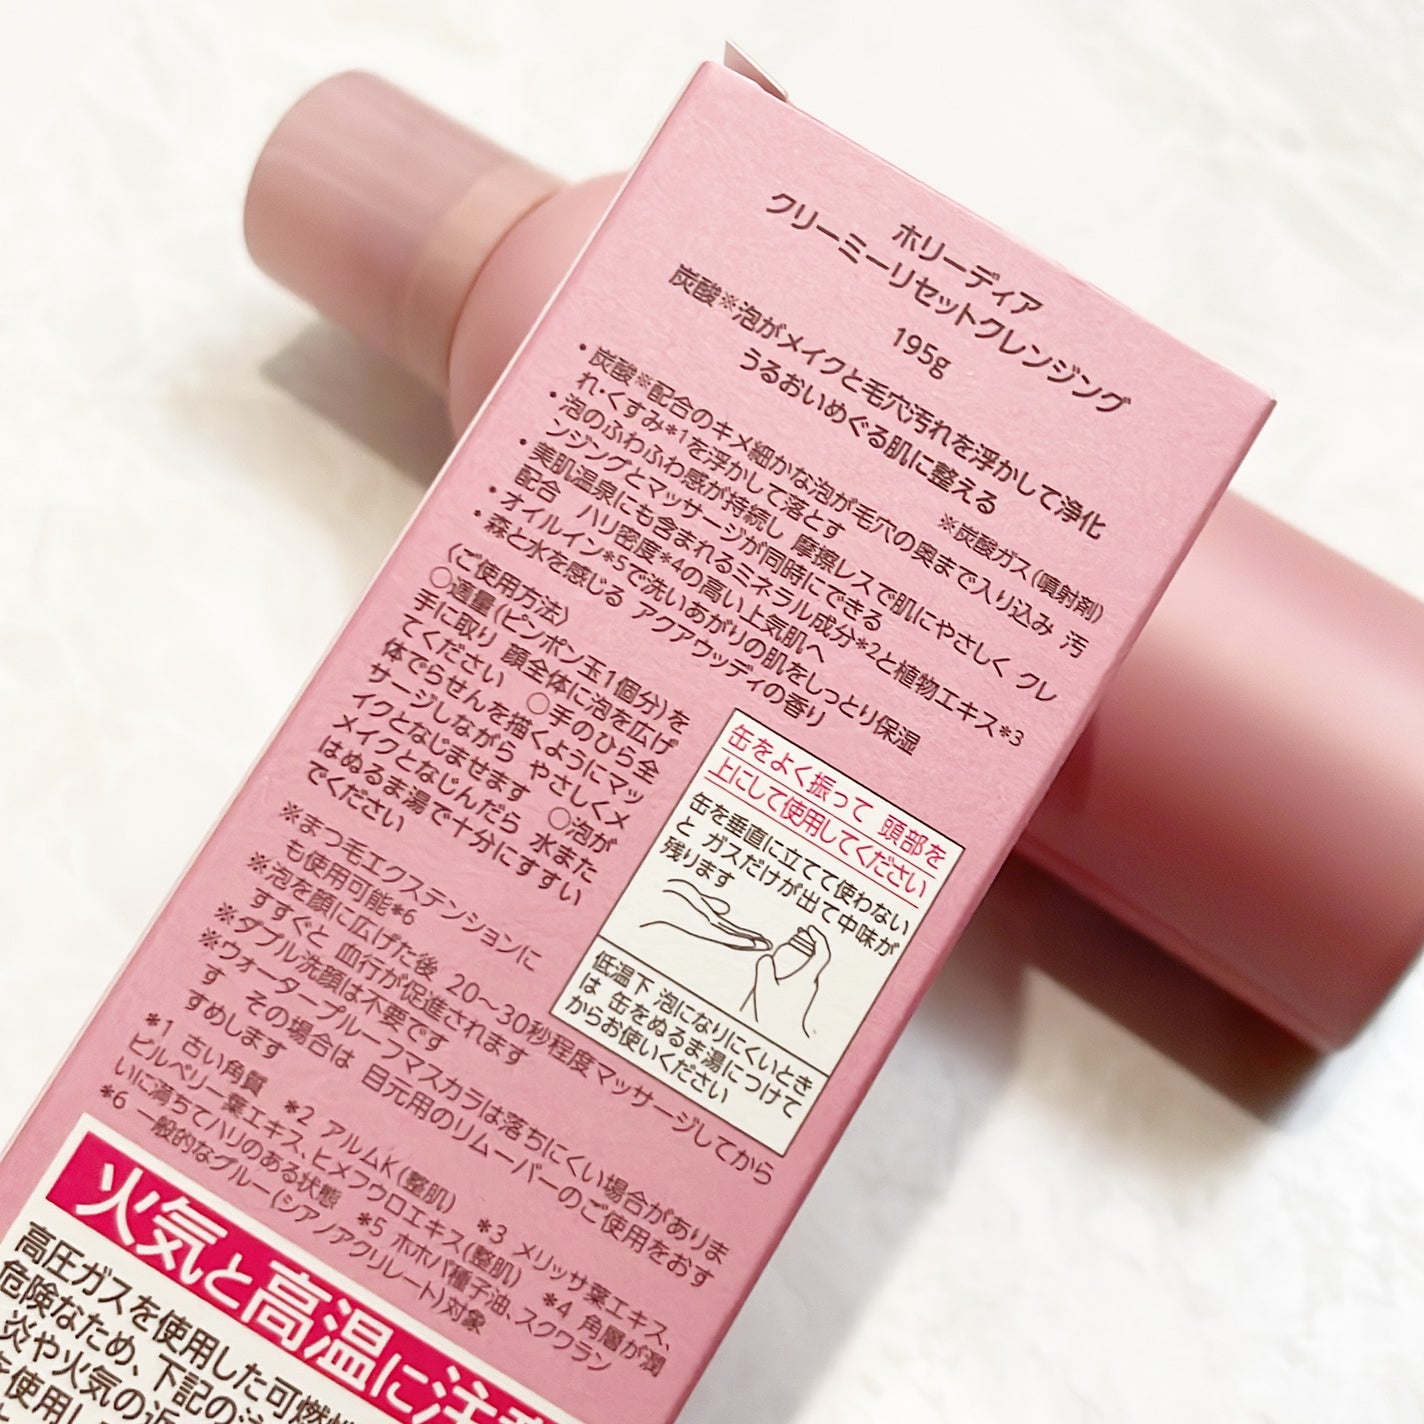 ホリーディア
クリーミーリセットクレンジング
195g
炭酸※泡がメイクと毛穴汚れを浮かして浄化
うるおいめぐる肌に整える
※炭酸ガス(噴射剤)
・炭酸※配合のキメ細かな泡が毛穴の奥まで入り込み 汚
れ・くすみ*1を浮かして落とす
・泡のふわふわ感が持続し 摩擦レスで肌にやさしく クレ
ンジングとマッサージが同時にできる
・美肌温泉にも含まれるミネラル成分*2と植物エキス*3
配合 ハリ密度*4の高い上気肌へ
・オイルイン*5で洗いあがりの肌をしっとり保湿
・森と水を感じる アクアウッディの香り
〈ご使用方法〉
○適量(ピンポン玉1個分)を
手に取り 顔全体に泡を広げ
てください ○手のひら全
体でらせんを描くようにマッ
サージしながら やさしくメ
イクとなじませます ○泡が
メイクとなじんだら 水また
はぬるま湯で十分にすすい
でください
缶をよく振って 頭部を
上にして使用してください
缶を垂直に立てて使わない
と ガスだけが出て中味が
残ります
低温下 泡になりにくいとき
は 缶をぬるま湯につけて
からお使いください
※まつ毛エクステンションに
も使用可能*6
※泡を顔に広げた後 20～30秒程度マッサージしてから
すすぐと 血行が促進されます
※ダブル洗顔は不要です
※ウォータープルーフマスカラは落ちにくい場合がありま
す その場合は 目元用のリムーバーのご使用をおす
すめします
*1 古い角質 *2 アルムK(整肌) *3 メリッサ葉エキス、
ビルベリー葉エキス、ヒメフウロエキス(整肌) *4 角層が潤
いに満ちてハリのある状態 *5 ホホバ種子油、スクワラン
*6 一般的なグルー(シアノアクリレート)対象
火気と高温に注
高圧ガスを使用した可燃
危険なため、下記の
炎や火気の近
を使用し